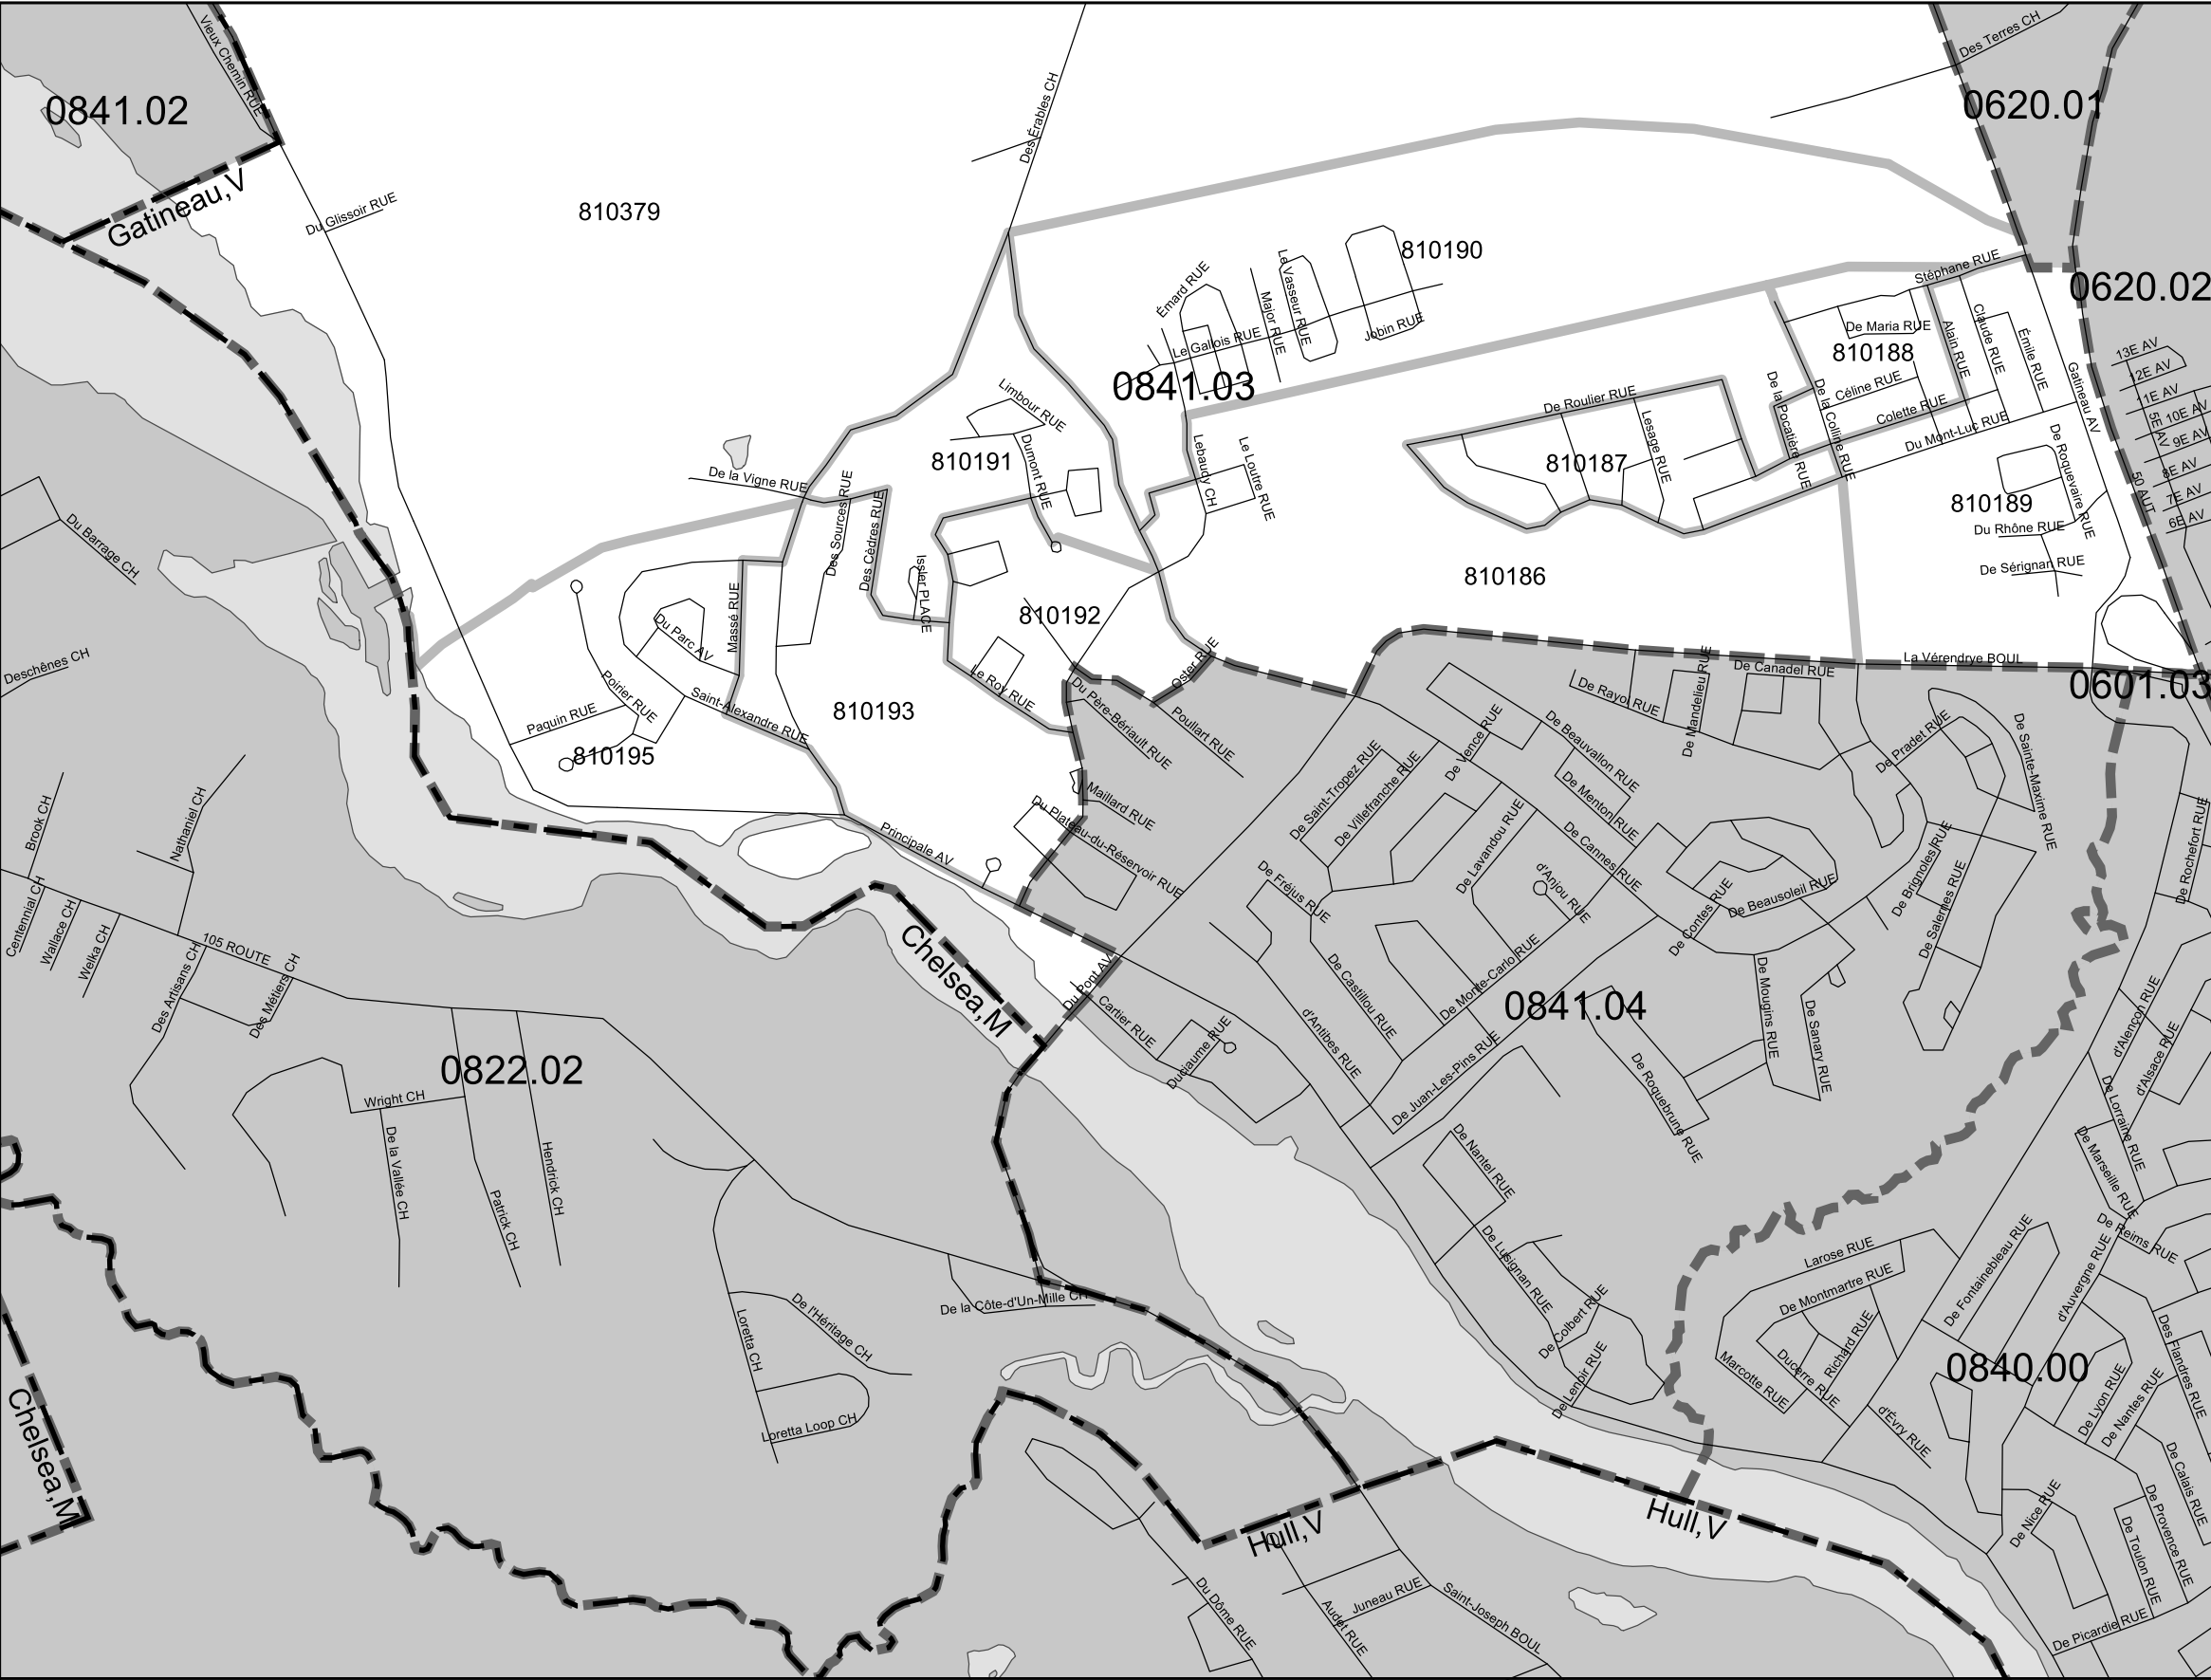 Vieux Chemin RUE
Des Érables CH
Des Terres CH
0841.02
0620.01
Gatineau,V
Du Glissoir RUE
810379
810190
Stéphane RUE
0620.02
Émard RUE
Major RUE
Le Vasseur RUE
Le Gallois RUE
Jobin RUE
De Maria RUE
Claude RUE
Émile RUE
Alain RUE
810188
0841.03
Limbour RUE
De Roulier RUE
De la Pocatière RUE
De la Colline RUE
Céline RUE
Colette RUE
Gatineau AV
13E AV
12E AV
11E AV
10E AV
5E AV
9E AV
8E AV
7E AV
6E AV
50 AUT
Dumont RUE
810191
De la Vigne RUE
Lebaudy CH
Le Loutre RUE
Lesage RUE
810187
Du Mont-Luc RUE
De Roquevaire RUE
810189
Du Rhône RUE
De Sérignan RUE
Des Sources RUE
Des Cèdres RUE
Issler PLACE
Du Barrage CH
810186
810192
Massé RUE
Du Parc AV
Deschênes CH
Osler RUE
La Vérendrye BOUL
0601.03
Le Roy RUE
Poirier RUE
Saint-Alexandre RUE
Paquin RUE
810193
810195
Du Père-Bériault RUE
Poullart RUE
De Rayol RUE
De Mandelieu RUE
De Canadel RUE
De Vence RUE
De Beauvallon RUE
De Pradet RUE
De Sainte-Maxime RUE
De Saint-Tropez RUE
De Villefranche RUE
De Menton RUE
Maillard RUE
Du Plateau-du-Réservoir RUE
Brook CH
Nathaniel CH
Principale AV
De Lavandou RUE
De Cannes RUE
De Fréjus RUE
d'Anjou RUE
De Contes RUE
De Beausoleil RUE
De Brignoles RUE
De Salernes RUE
De Rochefort RUE
Centennial CH
Wallace CH
Welka CH
105 ROUTE
Des Artisans CH
Des Métiers CH
Chelsea,M
Du Pont AV
Cartier RUE
Duciaume RUE
De Castillou RUE
De Monte-Carlo RUE
d'Antibes RUE
0841.04
De Mougins RUE
De Sanary RUE
De Juan-Les-Pins RUE
De Roquebrune RUE
d'Alençon RUE
d'Alsace RUE
De Lorraine RUE
De Marseille RUE
0822.02
Wright CH
De la Vallée CH
Patrick CH
Hendrick CH
De Nantel RUE
De Lusignan RUE
De Reims RUE
Larose RUE
De Montmartre RUE
De Fontainebleau RUE
d'Auvergne RUE
De la Côte-d'Un-Mille CH
De l'Héritage CH
Loretta CH
Loretta Loop CH
De Colbert RUE
De Lenoir RUE
Marcotte RUE
Ducerre RUE
Richard RUE
0840.00
d'Évry RUE
De Lyon RUE
De Nantes RUE
Des Flandres RUE
De Calais RUE
Chelsea,M
Hull,V
Hull,V
De Nice RUE
De Provence RUE
De Toulon RUE
De Picardie RUE
Du Dôme RUE
Audet RUE
Juneau RUE
Saint-Joseph BOUL